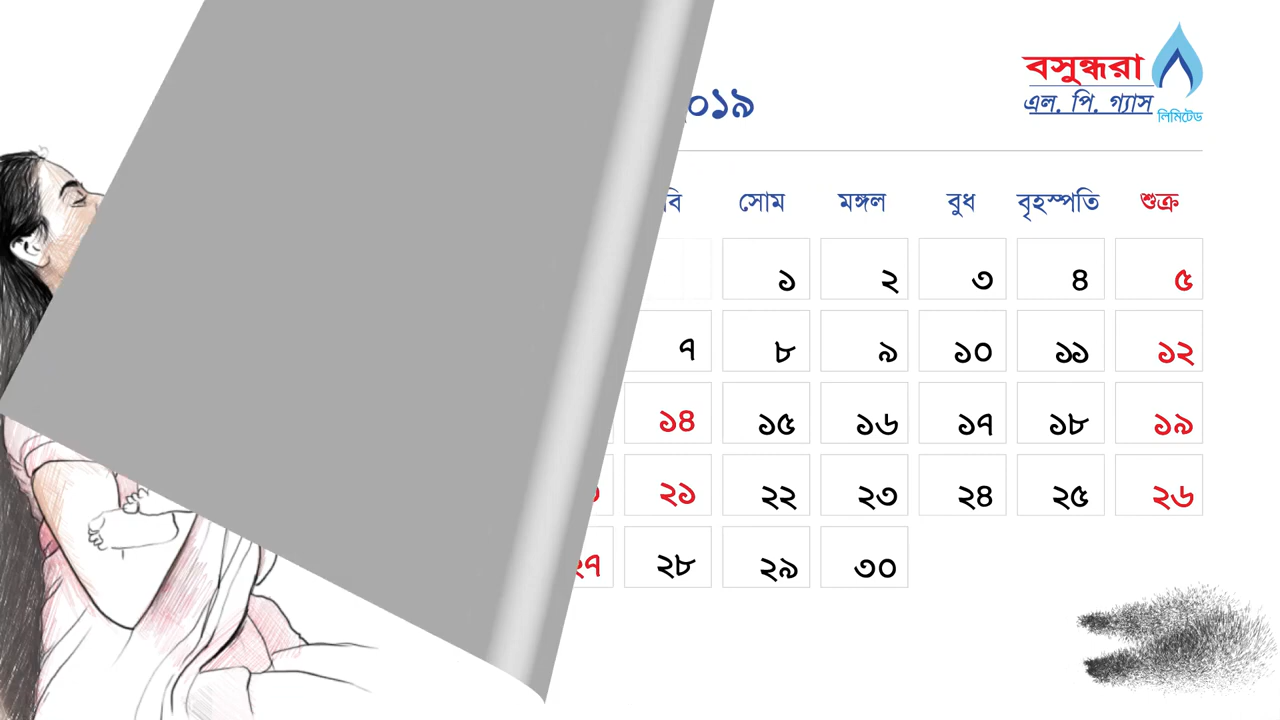 বসুন্ধরা
এল. পি. গ্যাস
লিমিটেড
০১৯
বি সোম মঙ্গল বুধ বৃহস্পতি শুক্র
১ ২ ৩ ৪ ৫
৭ ৮ ৯ ১০ ১১ ১২
১৪ ১৫ ১৬ ১৭ ১৮ ১৯
২১ ২২ ২৩ ২৪ ২৫ ২৬
২৭ ২৮ ২৯ ৩০